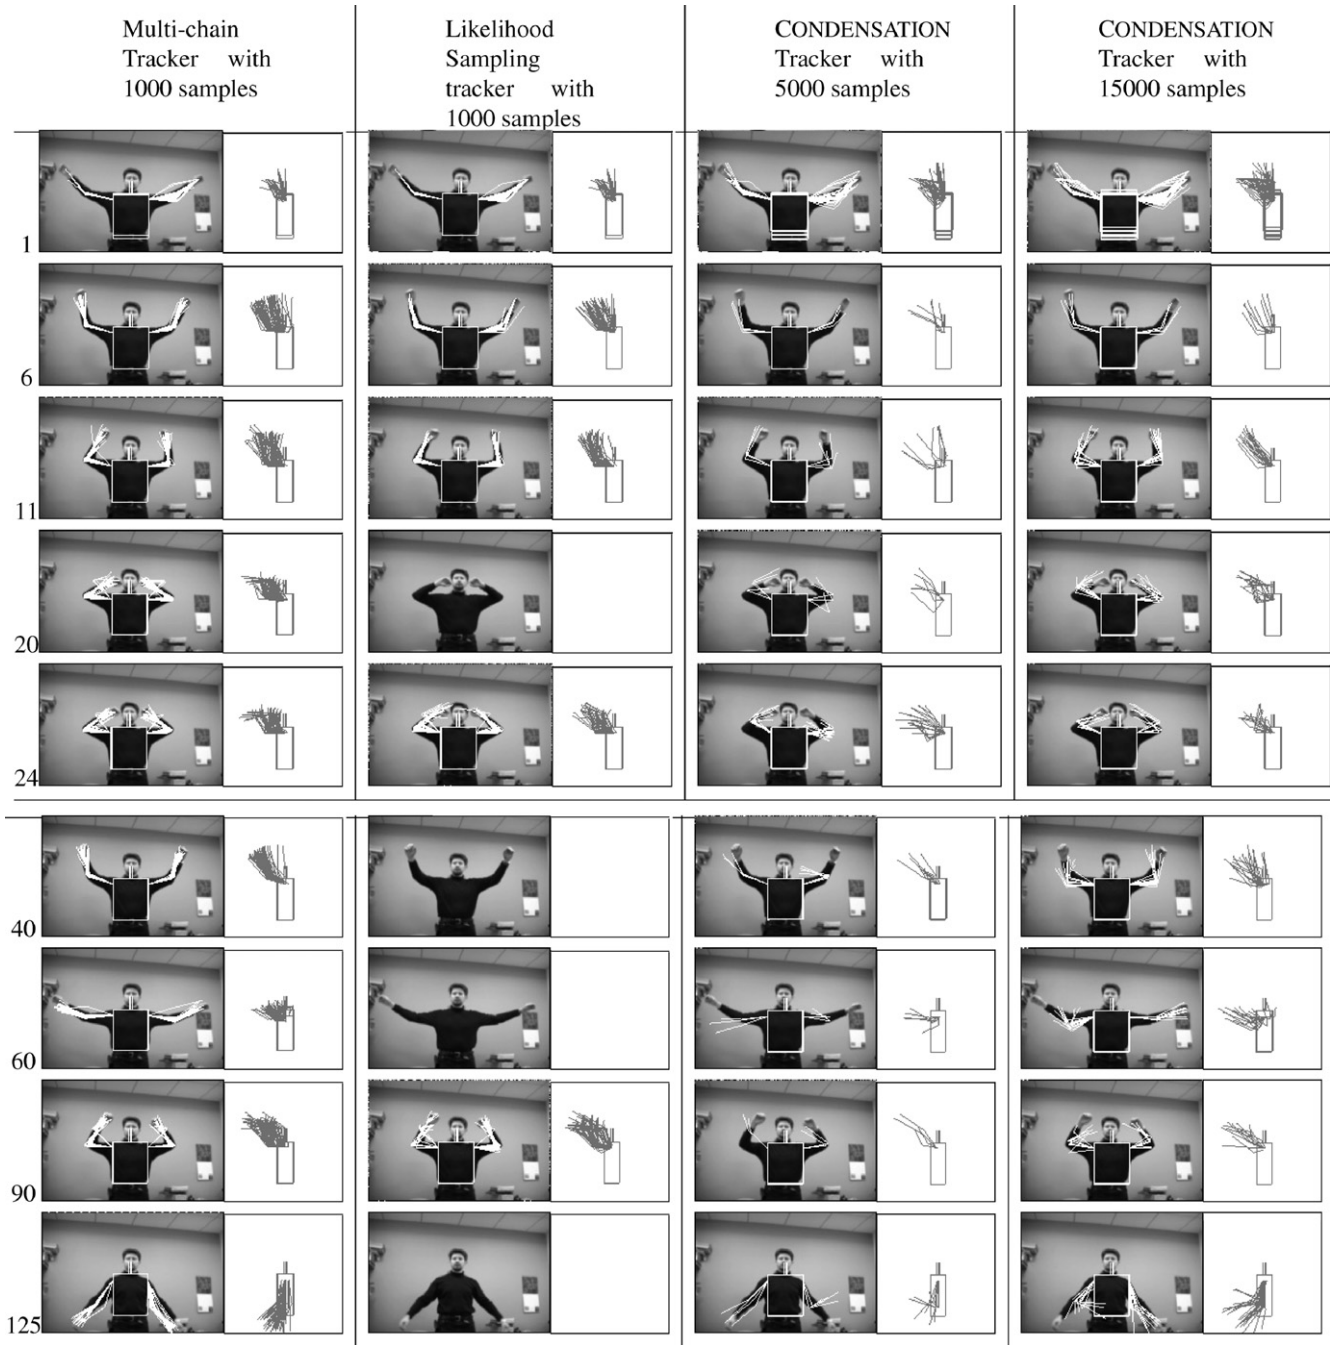 Multi-chain
Tracker with
1000 samples
Likelihood
Sampling
tracker with
1000 samples
CONDENSATION
Tracker with
5000 samples
CONDENSATION
Tracker with
15000 samples
1
6
11
20
24
40
60
90
125